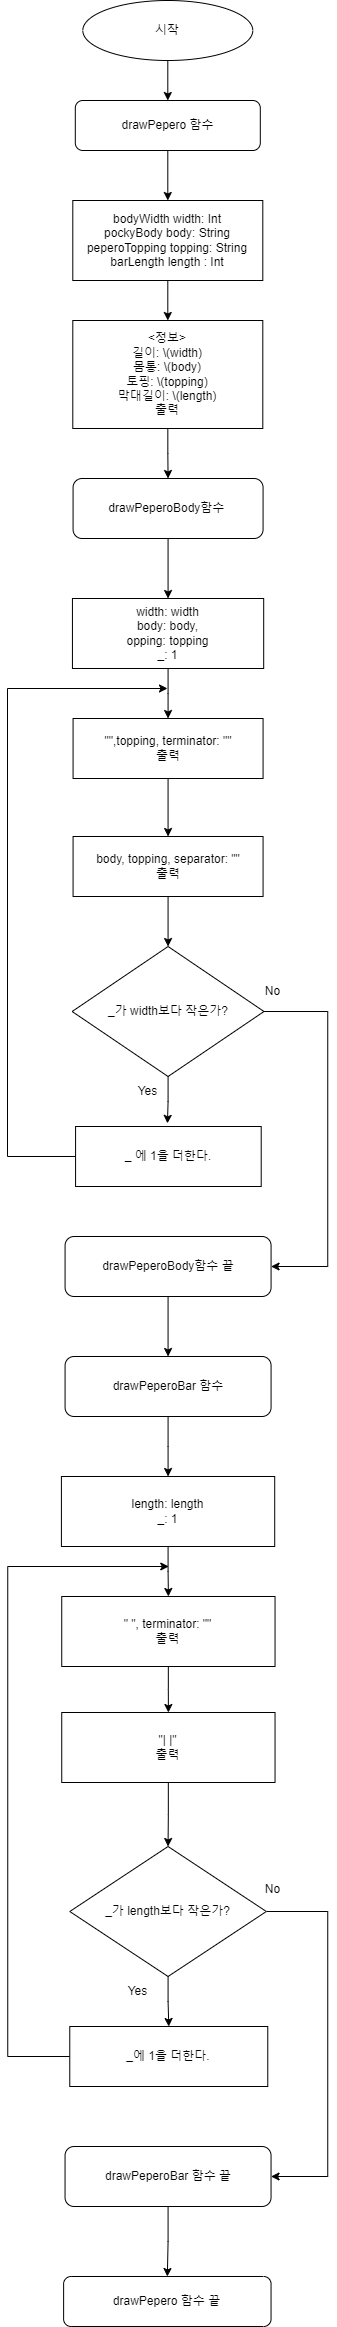 시작
drawPepero 함수
bodyWidth width: Int
pockyBody body: String
peperoTopping topping: String
barLength length : Int
<정보>
길이: \(width)
몸통: \(body)
토핑: \(topping)
막대길이: \(length)
출력
drawPeperoBody함수
width: width
body: body,
opping: topping
_: 1
"",topping, terminator: ""
출력
body, topping, separator: ""
출력
_가 width보다 작은가?
No
Yes
_ 에 1을 더한다.
drawPeperoBody함수 끝
drawPeperoBar 함수
length: length
_: 1
" ", terminator: ""
출력
"| |"
출력
_가 length보다 작은가?
No
Yes
_에 1을 더한다.
drawPeperoBar 함수 끝
drawPepero 함수 끝